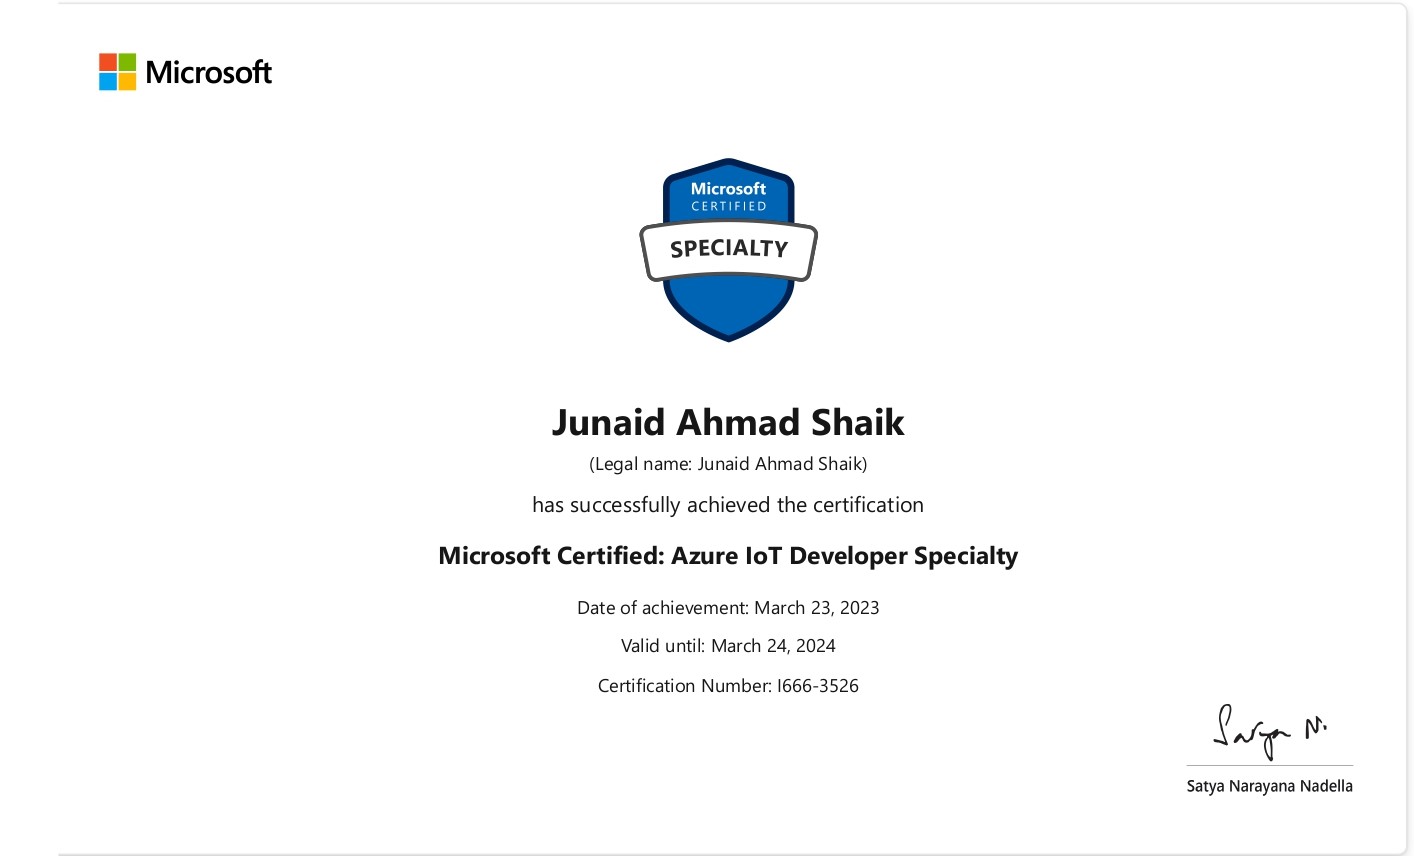 Microsoft
Microsoft
CERTIFIED
SPECIALTY
Junaid Ahmad Shaik
(Legal name: Junaid Ahmad Shaik)
has successfully achieved the certification
Microsoft Certified: Azure IoT Developer Specialty
Date of achievement: March 23, 2023
Valid until: March 24, 2024
Certification Number: I666-3526
Satya N.
Satya Narayana Nadella